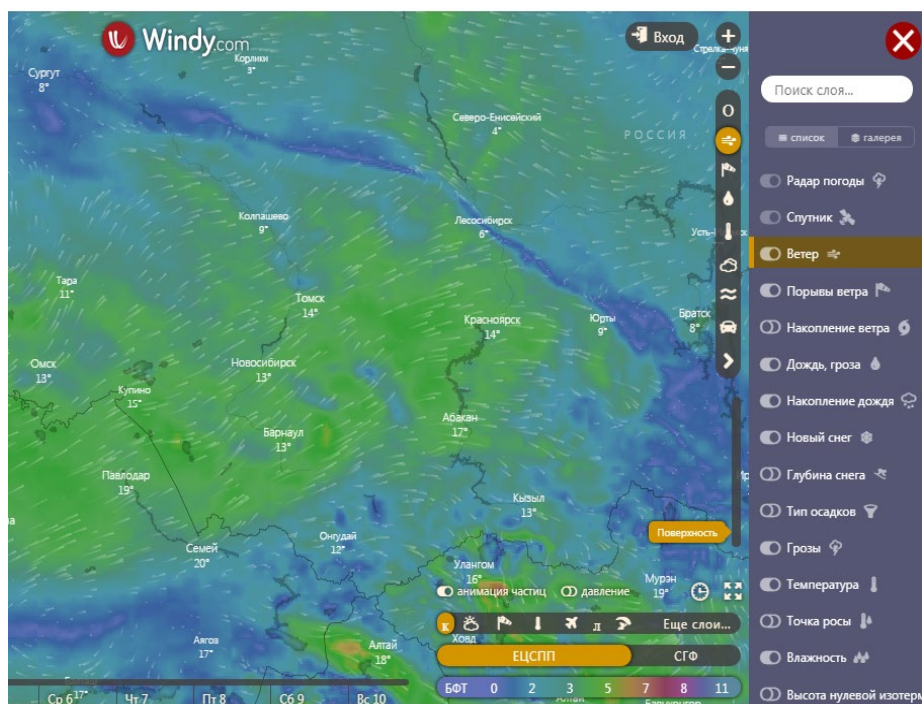 Windy.com
Вход
Корлики
3°
Сургут
8°
Северо-Енисейский
4°
РОССИЯ
Колпашево
9°
Лесосибирск
6°
Тара
11°
Томск
14°
Красноярск
14°
Юрты
9°
Братск
8°
Омск
13°
Новосибирск
13°
Купино
15°
Барнаул
13°
Абакан
17°
Павлодар
19°
Кызыл
13°
Поверхность
Семей
20°
Онгудай
12°
Улангом
16°
Мурэн
19°
анимация частиц
давление
Аягоз
17°
Алтай
18°
Ховд
К
Л
Еще слои...
ЕЦСПП
СГФ
БФТ 0 2 3 5 7 8 11
Ср 6 Чт 7 Пт 8 Сб 9 Вс 10
17°
Поиск слоя...
список
галерея
Радар погоды
Спутник
Ветер
Порывы ветра
Накопление ветра
Дождь, гроза
Накопление дождя
Новый снег
Глубина снега
Тип осадков
Грозы
Температура
Точка росы
Влажность
Высота нулевой изотерм